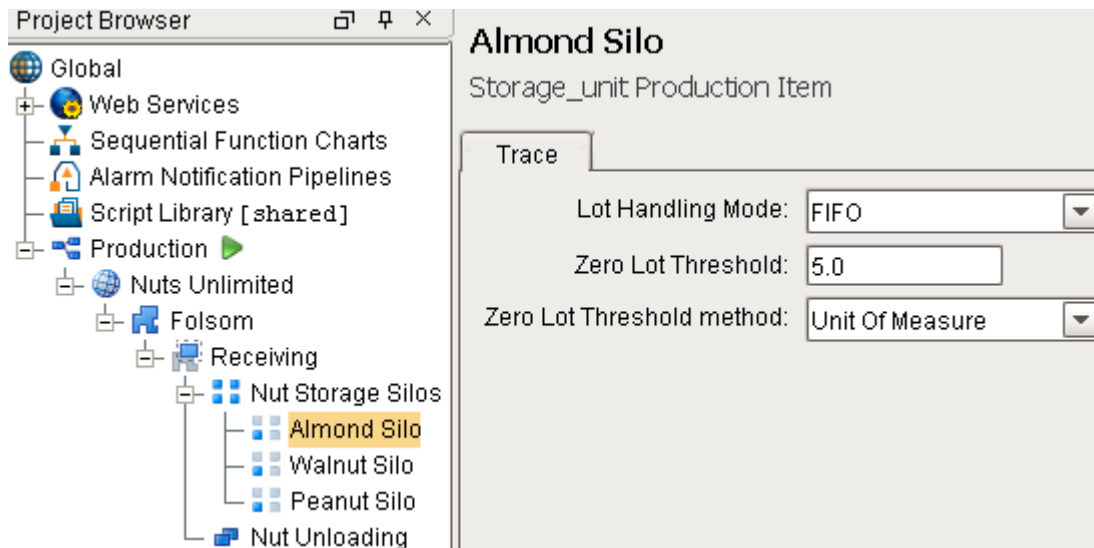 Project Browser
Global
Web Services
Sequential Function Charts
Alarm Notification Pipelines
Script Library [shared]
Production
Nuts Unlimited
Folsom
Receiving
Nut Storage Silos
Almond Silo
Walnut Silo
Peanut Silo
Nut Unloading
Almond Silo
Storage_unit Production Item
Trace
Lot Handling Mode: FIFO
Zero Lot Threshold: 5.0
Zero Lot Threshold method: Unit Of Measure